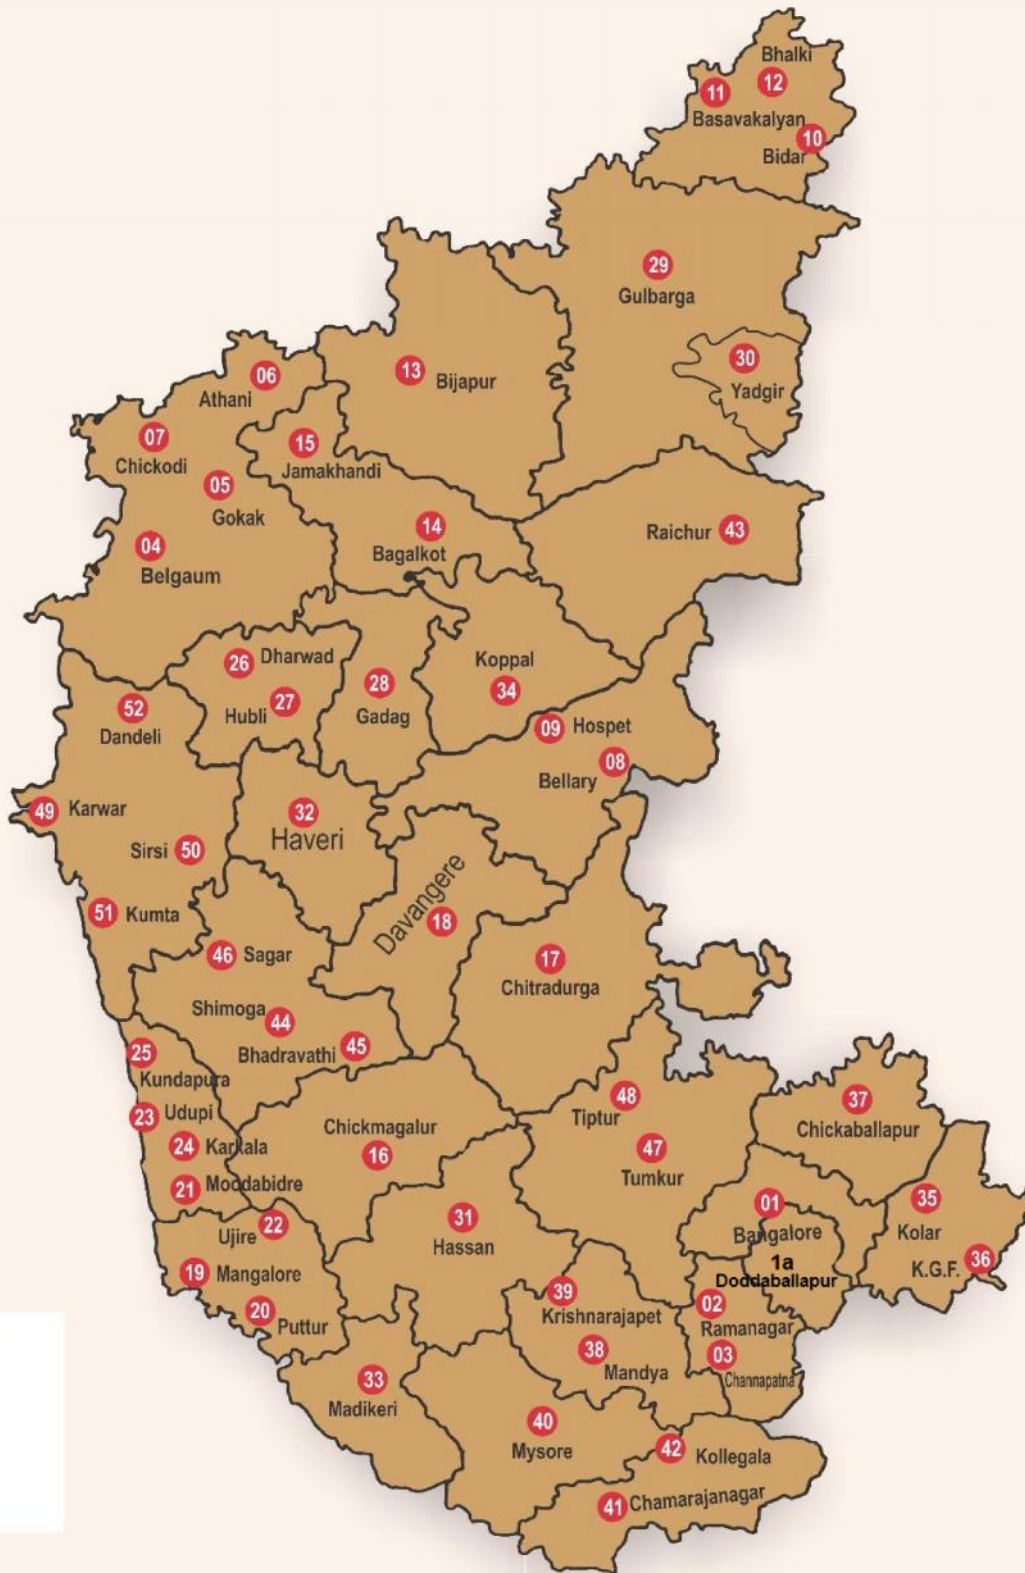 Bhalki
12
11
Basavakalyan
10
Bidar
29
Gulbarga
30
Yadgir
06
Athani
13
Bijapur
07
Chickodi
15
Jamakhandi
05
Gokak
14
Bagalkot
Raichur 43
04
Belgaum
26 Dharwad
Hubli 27
28
Gadag
Koppal
34
52
Dandeli
09 Hospet
Bellary 08
49 Karwar
32
Haveri
Sirsi 50
Davangere
18
51 Kumta
46 Sagar
17
Chitradurga
Shimoga
44
Bhadravathi 45
25
Kundapura
23 Udupi
24 Karkala
21 Moddabidre
48
Tiptur
47
Tumkur
37
Chickaballapur
Chickmagalur
16
Ujire 22
31
Hassan
01
Bangalore
1a
Doddaballapur
35
Kolar
K.G.F. 36
19 Mangalore
20
Puttur
39
Krishnarajapet
38
Mandya
02
Ramanagar
03
Channapatna
33
Madikeri
40
Mysore
42 Kollegala
41 Chamarajanagar